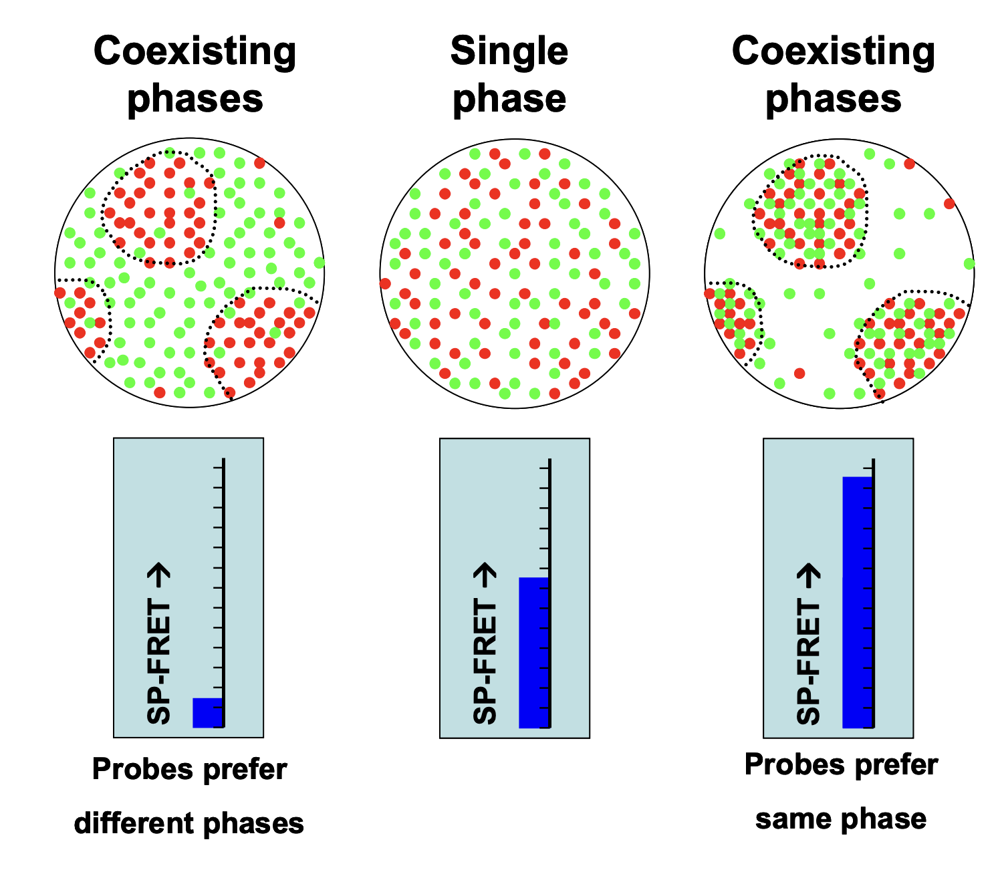 Coexisting
phases
Single
phase
Coexisting
phases
SP-FRET →
SP-FRET →
SP-FRET →
Probes prefer
different phases
Probes prefer
same phase